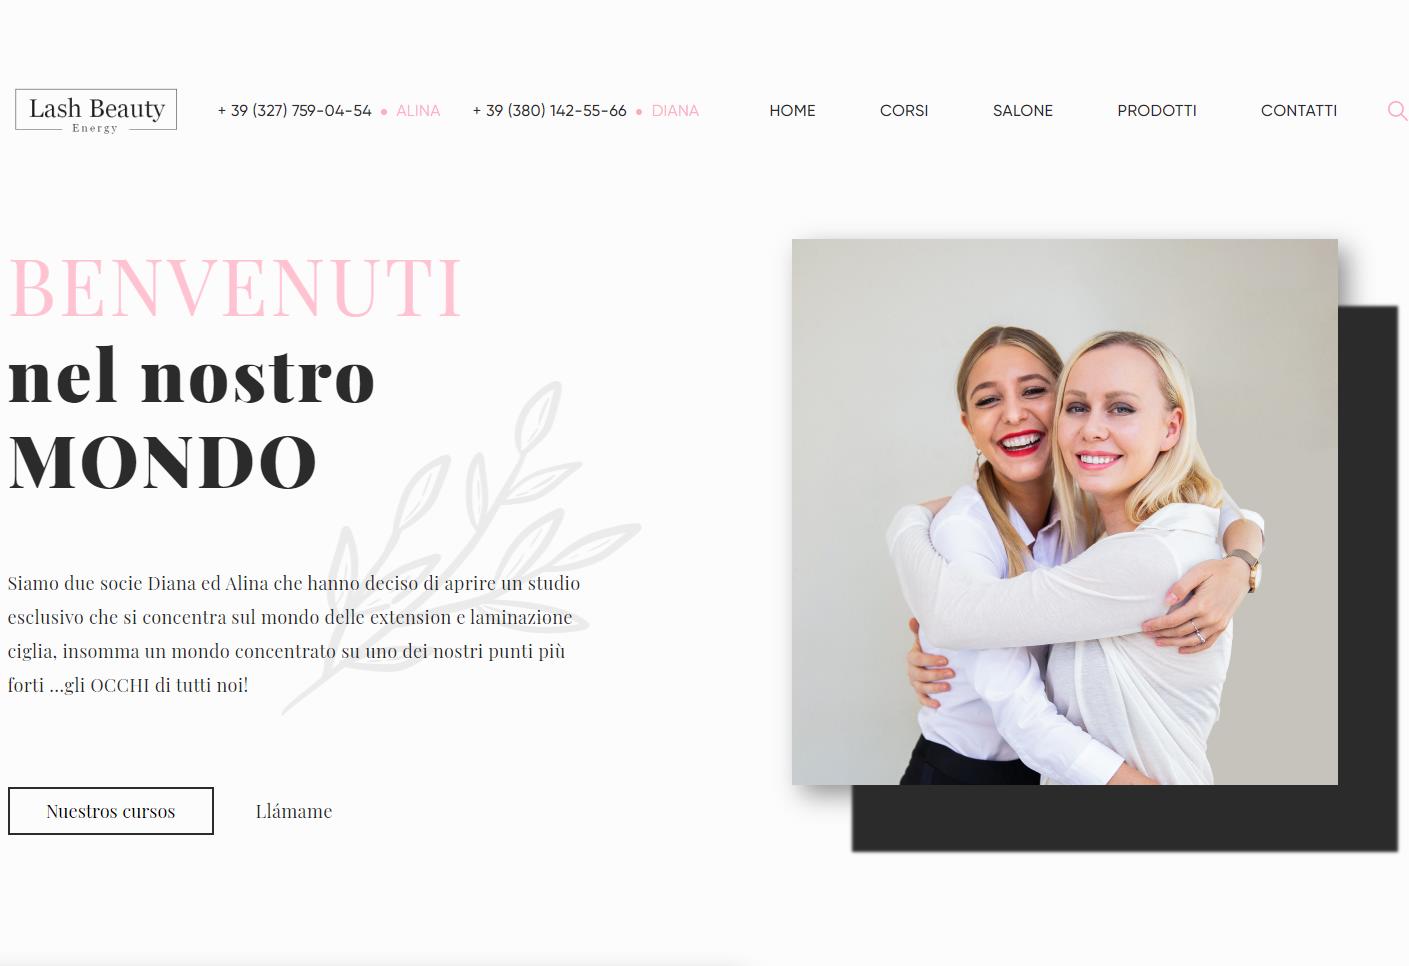 Lash Beauty
Energy
+ 39 (327) 759-04-54 • ALINA
+ 39 (380) 142-55-66 • DIANA
HOME
CORSI
SALONE
PRODOTTI
CONTATTI
BENVENUTI
nel nostro
MONDO
Siamo due socie Diana ed Alina che hanno deciso di aprire un studio
esclusivo che si concentra sul mondo delle extension e laminazione
ciglia, insomma un mondo concentrato su uno dei nostri punti più
forti ...gli OCCHI di tutti noi!
Nuestros cursos
Llámame